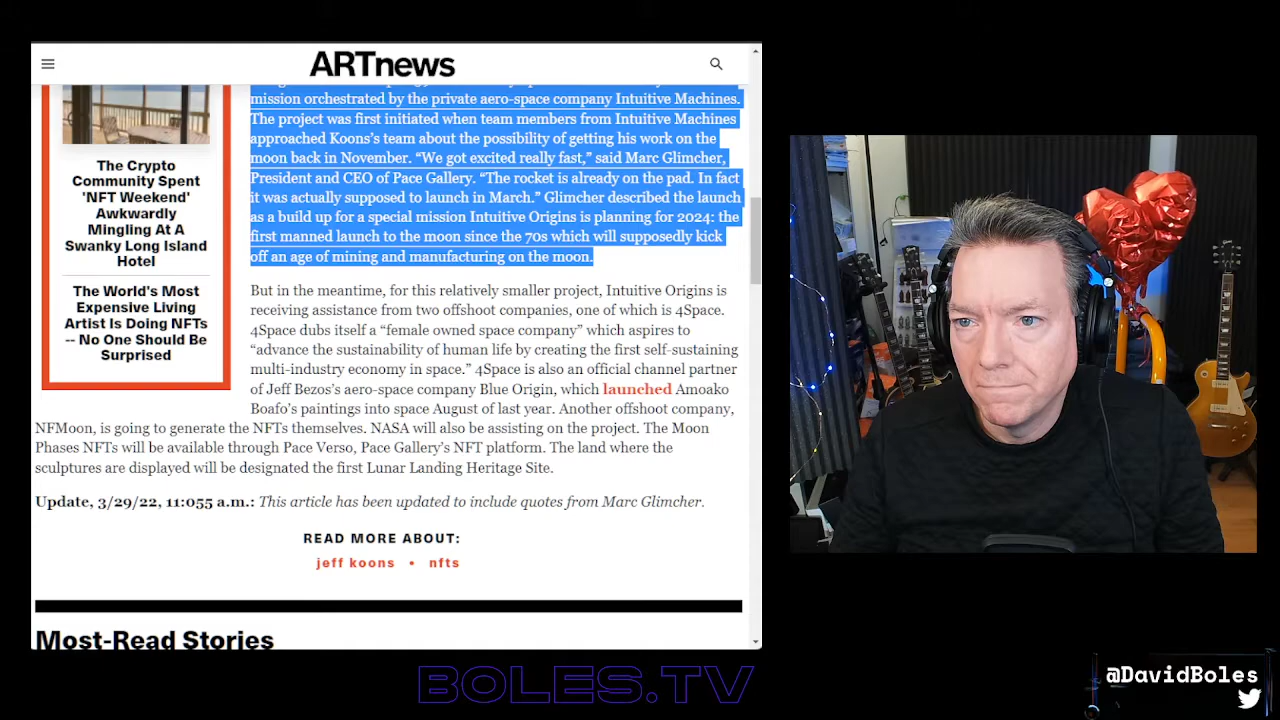 ARTnews
The Crypto
Community Spent
'NFT Weekend'
Awkwardly
Mingling At A
Swanky Long Island
Hotel
The World's Most
Expensive Living
Artist Is Doing NFTs
-- No One Should Be
Surprised
mission orchestrated by the private aero-space company Intuitive Machines.
The project was first initiated when team members from Intuitive Machines
approached Koons's team about the possibility of getting his work on the
moon back in November. “We got excited really fast,” said Marc Glimcher,
President and CEO of Pace Gallery. “The rocket is already on the pad. In fact
it was actually supposed to launch in March.” Glimcher described the launch
as a build up for a special mission Intuitive Origins is planning for 2024: the
first manned launch to the moon since the 70s which will supposedly kick
off an age of mining and manufacturing on the moon.
But in the meantime, for this relatively smaller project, Intuitive Origins is
receiving assistance from two offshoot companies, one of which is 4Space.
4Space dubs itself a “female owned space company” which aspires to
“advance the sustainability of human life by creating the first self-sustaining
multi-industry economy in space.” 4Space is also an official channel partner
of Jeff Bezos's aero-space company Blue Origin, which launched Amoako
Boafo's paintings into space August of last year. Another offshoot company,
NFMoon, is going to generate the NFTs themselves. NASA will also be assisting on the project. The Moon
Phases NFTs will be available through Pace Verso, Pace Gallery's NFT platform. The land where the
sculptures are displayed will be designated the first Lunar Landing Heritage Site.
Update, 3/29/22, 11:055 a.m.: This article has been updated to include quotes from Marc Glimcher.
READ MORE ABOUT:
jeff koons • nfts
Most-Read Stories
BOLES.TV
@DavidBoles